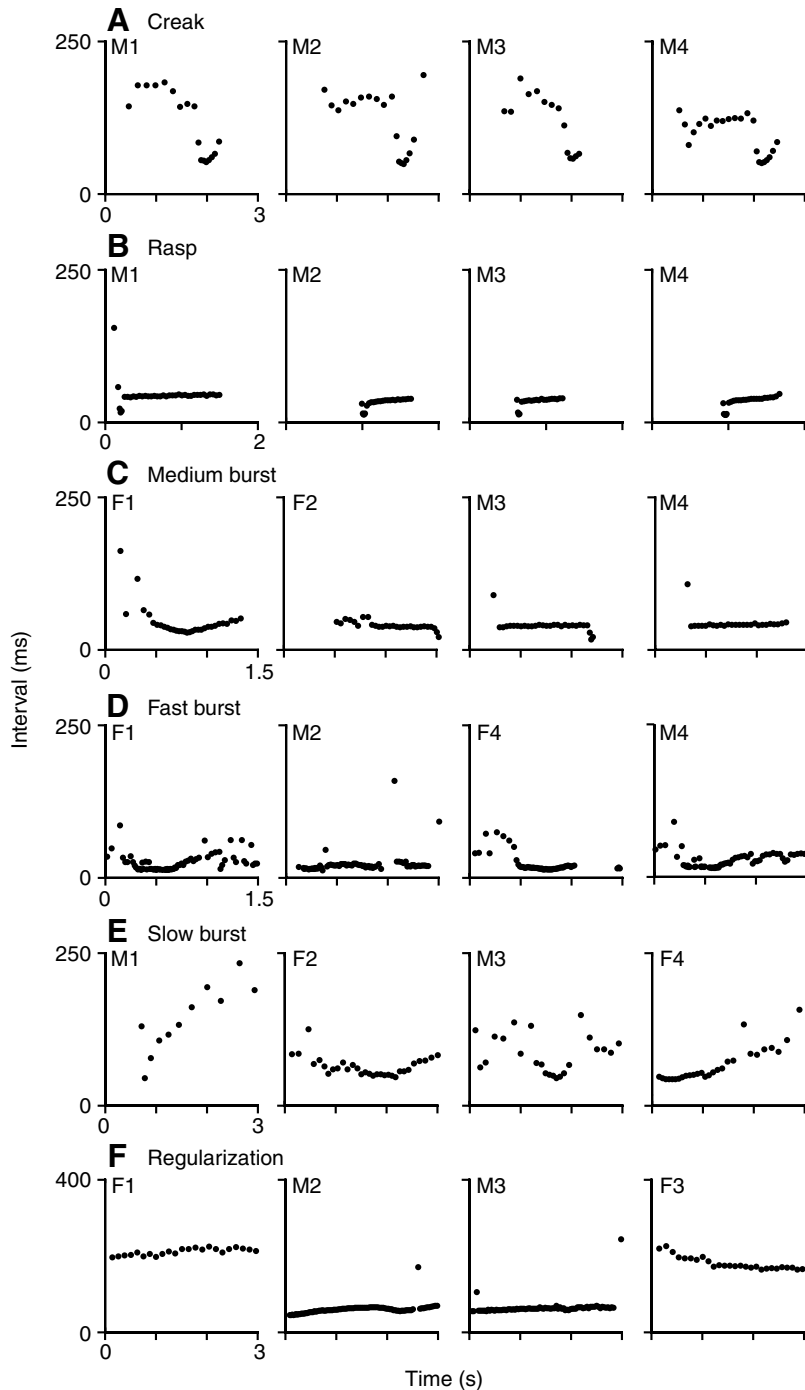 A Creak
M1 M2 M3 M4
250
0
0 3
B Rasp
M1 M2 M3 M4
250
0
0 2
C Medium burst
F1 F2 M3 M4
250
0
0 1.5
Interval (ms)
D Fast burst
F1 M2 F4 M4
250
0
0 1.5
E Slow burst
M1 F2 M3 F4
250
0
0 3
F Regularization
F1 M2 M3 F3
400
0
0 3
Time (s)